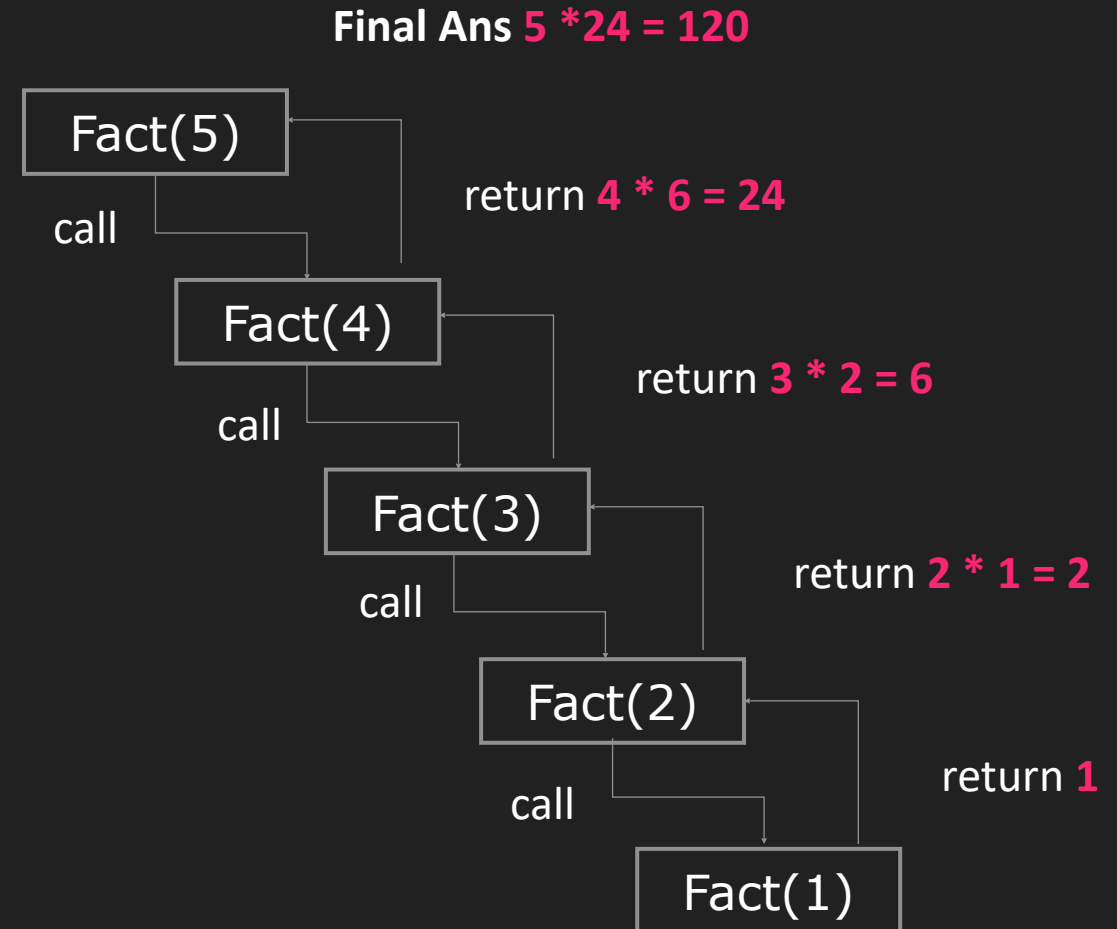 Final Ans 5 *24 = 120
Fact(5)
return 4 * 6 = 24
call
Fact(4)
return 3 * 2 = 6
call
Fact(3)
return 2 * 1 = 2
call
Fact(2)
return 1
call
Fact(1)